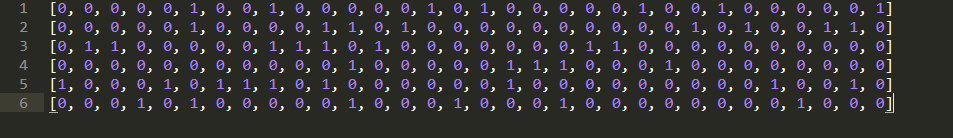 1 [0, 0, 0, 0, 0, 1, 0, 0, 1, 0, 0, 0, 0, 0, 1, 0, 1, 0, 0, 0, 0, 0, 1, 0, 0, 1, 0, 0, 0, 0, 0, 1]
2 [0, 0, 0, 0, 0, 1, 0, 0, 0, 0, 1, 1, 0, 1, 0, 0, 0, 0, 0, 0, 0, 0, 0, 0, 1, 0, 1, 0, 0, 1, 1, 0]
3 [0, 1, 1, 0, 0, 0, 0, 0, 1, 1, 1, 0, 1, 0, 0, 0, 0, 0, 0, 0, 1, 1, 0, 0, 0, 0, 0, 0, 0, 0, 0, 0]
4 [0, 0, 0, 0, 0, 0, 0, 0, 0, 0, 0, 1, 0, 0, 0, 0, 0, 1, 1, 1, 0, 0, 0, 1, 0, 0, 0, 0, 0, 0, 0, 0]
5 [1, 0, 0, 0, 1, 0, 1, 1, 1, 0, 1, 0, 0, 0, 0, 0, 0, 1, 0, 0, 0, 0, 0, 0, 0, 0, 1, 0, 0, 0, 1, 0]
6 [0, 0, 0, 1, 0, 1, 0, 0, 0, 0, 0, 1, 0, 0, 0, 1, 0, 0, 0, 1, 0, 0, 0, 0, 0, 0, 0, 0, 1, 0, 0, 0]